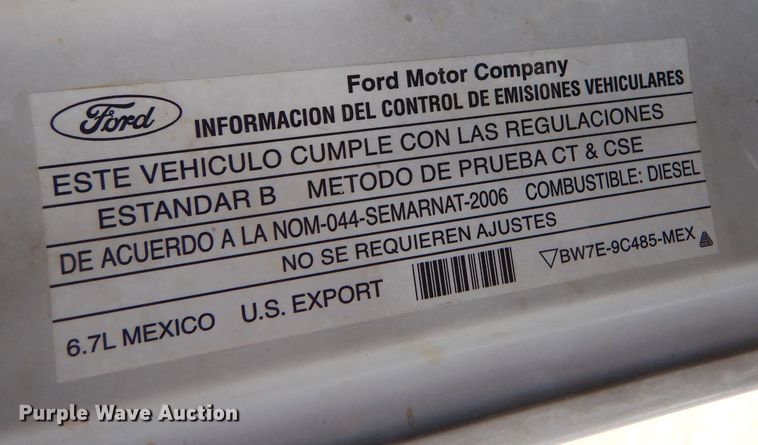 Ford
Ford Motor Company
INFORMACION DEL CONTROL DE EMISIONES VEHICULARES
ESTE VEHICULO CUMPLE CON LAS REGULACIONES
ESTANDAR B METODO DE PRUEBA CT & CSE
DE ACUERDO A LA NOM-044-SEMARNAT-2006 COMBUSTIBLE: DIESEL
NO SE REQUIEREN AJUSTES
6.7L MEXICO U.S. EXPORT BW7E-9C485-MEX
Purple Wave Auction